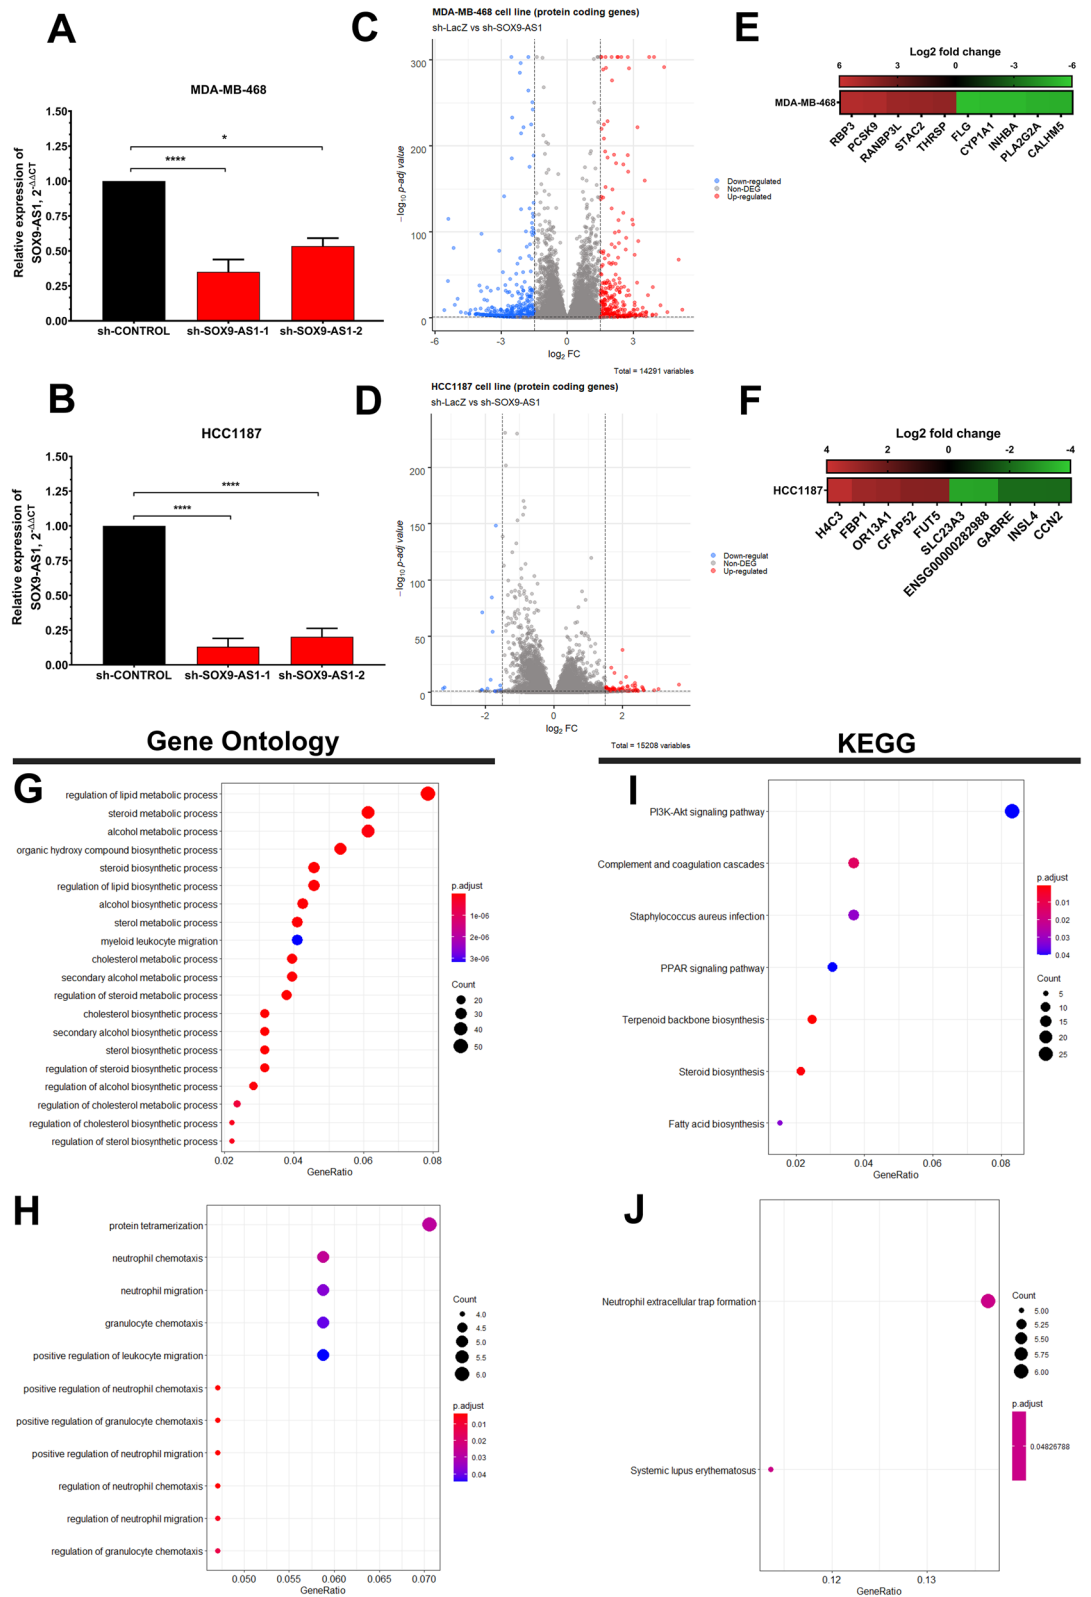 A
MDA-MB-468
Relative expression of
SOX9-AS1, 2^-ΔΔCT
1.50
1.25
1.00
0.75
0.50
0.25
0.00
*
****
sh-CONTROL
sh-SOX9-AS1-1
sh-SOX9-AS1-2
B
HCC1187
Relative expression of
SOX9-AS1, 2^-ΔΔCT
1.50
1.25
1.00
0.75
0.50
0.25
0.00
****
****
sh-CONTROL
sh-SOX9-AS1-1
sh-SOX9-AS1-2
C
MDA-MB-468 cell line (protein coding genes)
sh-LacZ vs sh-SOX9-AS1
−log10 p-adj value
300
200
100
0
-6
-3
0
3
log2 FC
Total = 14291 variables
Down-regulated
Non-DEG
Up-regulated
D
HCC1187 cell line (protein coding genes)
sh-LacZ vs sh-SOX9-AS1
−log10 p-adj value
200
150
100
50
0
-2
0
2
log2 FC
Total = 15208 variables
Down-regulat
Non-DEG
Up-regulated
E
Log2 fold change
6
3
0
-3
-6
MDA-MB-468
RBP3
PCSK9
RANBP3L
STAC2
THRSP
FLG
CYP1A1
INHBA
PLA2G2A
CALHM5
F
Log2 fold change
4
2
0
-2
-4
HCC1187
H4C3
FBP1
OR13A1
CFAP52
FUT5
SLC23A3
ENSG00000282988
GABRE
INSL4
CCN2
Gene Ontology
KEGG
G
regulation of lipid metabolic process
steroid metabolic process
alcohol metabolic process
organic hydroxy compound biosynthetic process
steroid biosynthetic process
regulation of lipid biosynthetic process
alcohol biosynthetic process
sterol metabolic process
myeloid leukocyte migration
cholesterol metabolic process
secondary alcohol metabolic process
regulation of steroid metabolic process
cholesterol biosynthetic process
secondary alcohol biosynthetic process
sterol biosynthetic process
regulation of steroid biosynthetic process
regulation of alcohol biosynthetic process
regulation of cholesterol metabolic process
regulation of cholesterol biosynthetic process
regulation of sterol biosynthetic process
0.02
0.04
0.06
0.08
GeneRatio
p.adjust
1e-06
2e-06
3e-06
Count
20
30
40
50
I
PI3K-Akt signaling pathway
Complement and coagulation cascades
Staphylococcus aureus infection
PPAR signaling pathway
Terpenoid backbone biosynthesis
Steroid biosynthesis
Fatty acid biosynthesis
0.02
0.04
0.06
0.08
GeneRatio
p.adjust
0.01
0.02
0.03
0.04
Count
5
10
15
20
25
H
protein tetramerization
neutrophil chemotaxis
neutrophil migration
granulocyte chemotaxis
positive regulation of leukocyte migration
positive regulation of neutrophil chemotaxis
positive regulation of granulocyte chemotaxis
positive regulation of neutrophil migration
regulation of neutrophil chemotaxis
regulation of neutrophil migration
regulation of granulocyte chemotaxis
0.050
0.055
0.060
0.065
0.070
GeneRatio
Count
4.0
4.5
5.0
5.5
6.0
p.adjust
0.01
0.02
0.03
0.04
J
Neutrophil extracellular trap formation
Systemic lupus erythematosus
0.12
0.13
GeneRatio
Count
5.00
5.25
5.50
5.75
6.00
p.adjust
0.04826788